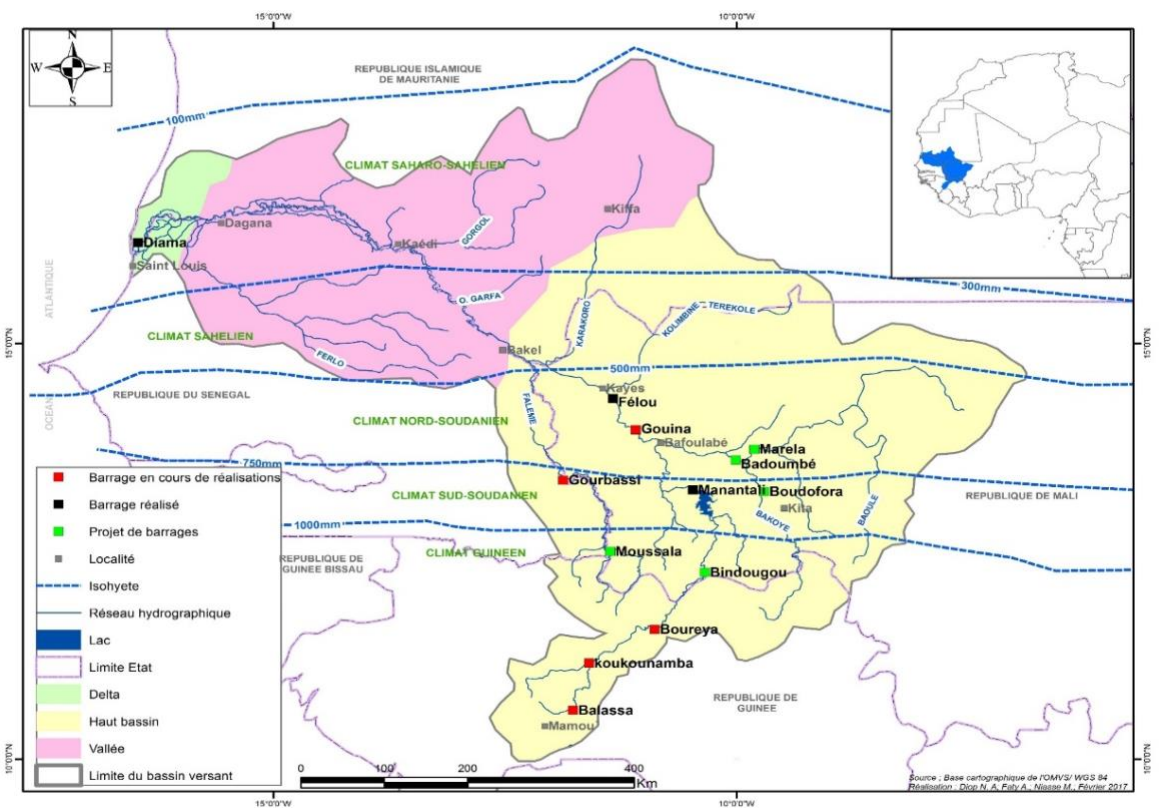 15°0'0"W
10°0'0"W
N
W
E
S
REPUBLIQUE ISLAMIQUE
DE MAURITANIE
100mm
CLIMAT SAHARO-SAHELIEN
Kiffa
Dagana
GORGOL
Diama
Kaédi
Saint Louis
ATLANTIQUE
300mm
O. GARFA
KARAKORO
KOLIMBINE - TEREKOLE
CLIMAT SAHELIEN
15°0'0"N
15°0'0"N
Bakel
FERLO
500mm
Kayes
REPUBLIQUE DU SENEGAL
FALEME
Félou
OCEAN
CLIMAT NORD-SOUDANIEN
Gouina
Bafoulabé
Marela
Badoumbé
750mm
Gourbassi
Manantali
Boudofora
CLIMAT SUD-SOUDANIEN
REPUBLIQUE DE MALI
Kita
BAKOYE
BAOULE
1000mm
CLIMAT GUINEEN
Moussala
REPUBLIQUE DE
GUINEE BISSAU
Bindougou
Boureya
koukounamba
REPUBLIQUE DE
GUINEE
Balassa
Mamou
Barrage en cours de réalisations
Barrage réalisé
Projet de barrages
Localité
Isohyete
Réseau hydrographique
Lac
Limite Etat
Delta
Haut bassin
Vallée
Limite du bassin versant
10°0'0"N
10°0'0"N
0 100 200 400
Km
Source ; Base cartographique de l'OMVS/ WGS 84
Réalisation : Diop N. A, Faty A., Niasse M., Février 2017
15°0'0"W
10°0'0"W